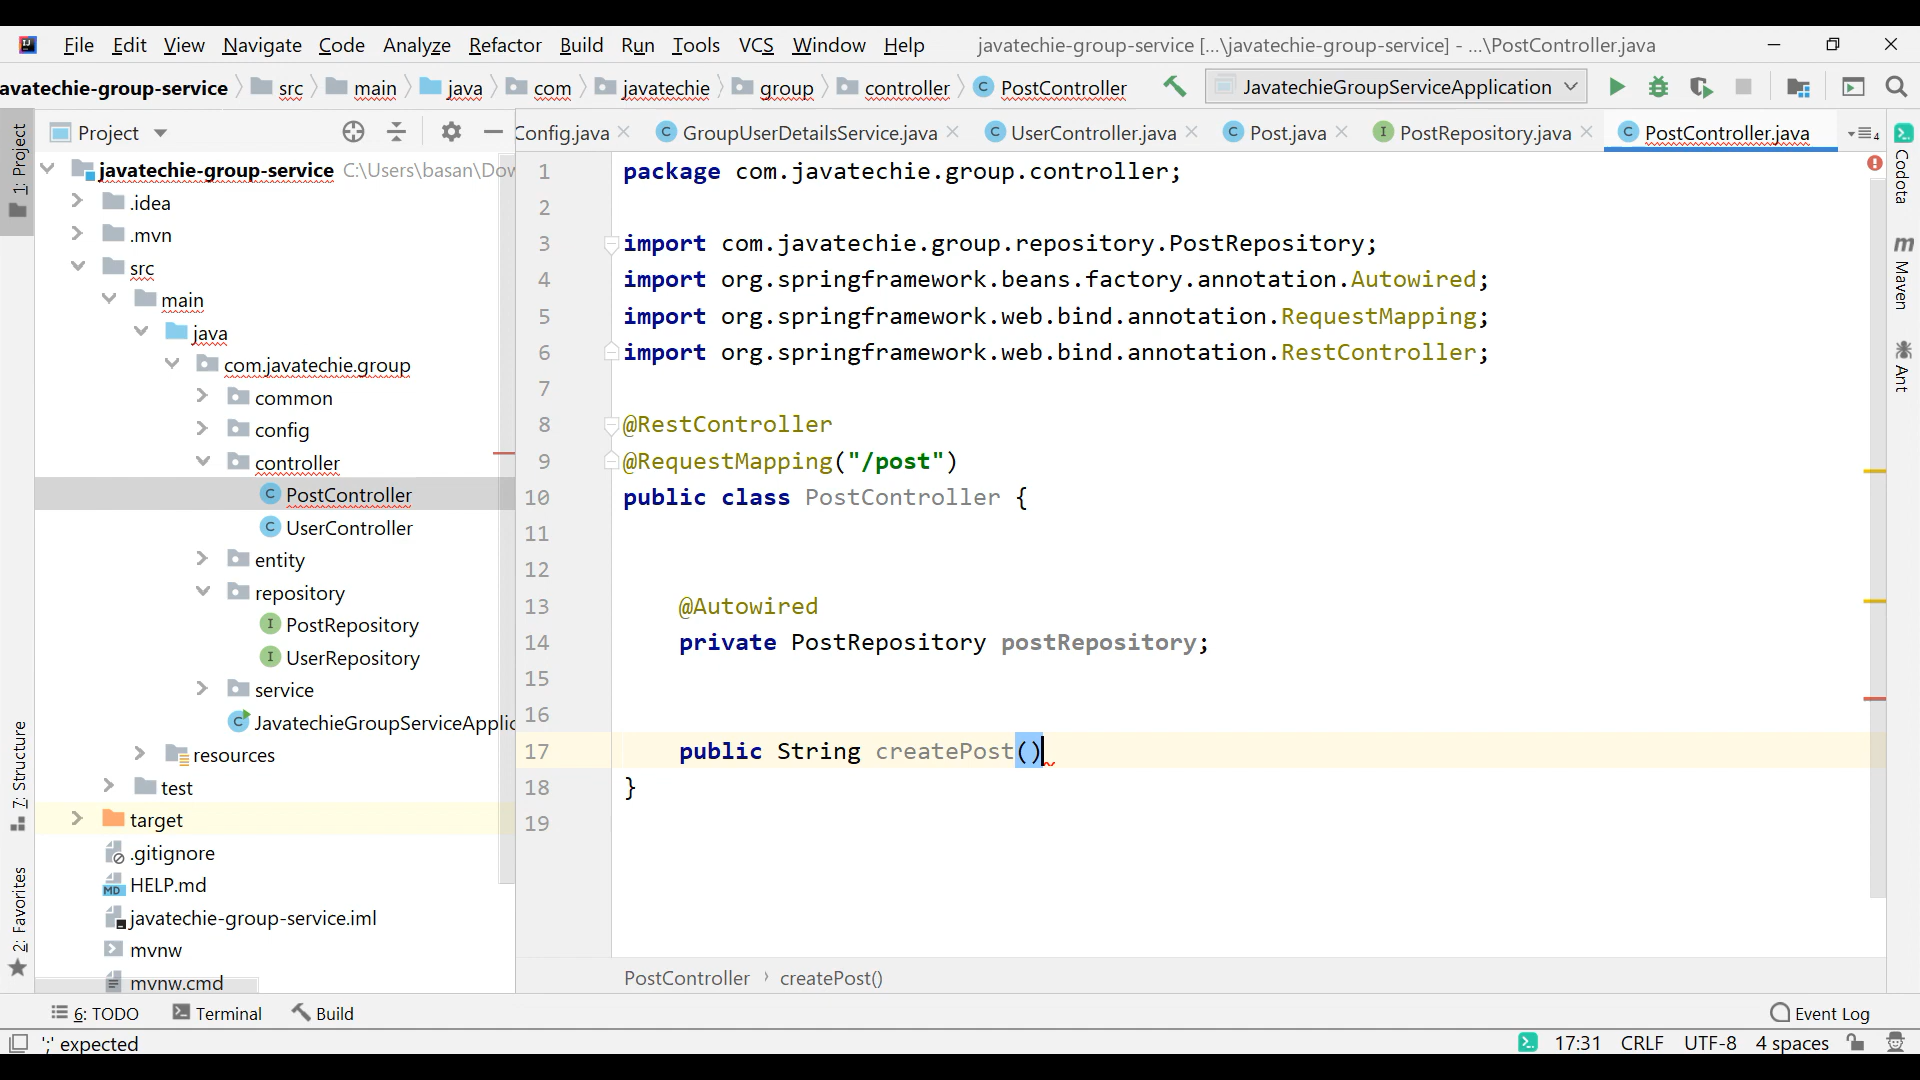 File Edit View Navigate Code Analyze Refactor Build Run Tools VCS Window Help javatechie-group-service [...\javatechie-group-service] - ...\PostController.java
avatechie-group-service src main java com javatechie group controller PostController JavatechieGroupServiceApplication
1: Project
Project
Config.java GroupUserDetailsService.java UserController.java Post.java PostRepository.java PostController.java
javatechie-group-service C:\Users\basan\Dow
.idea
.mvn
src
main
java
com.javatechie.group
common
config
controller
PostController
UserController
entity
repository
PostRepository
UserRepository
service
JavatechieGroupServiceApplic
resources
test
target
.gitignore
HELP.md
javatechie-group-service.iml
mvnw
mvnw.cmd
7: Structure
2: Favorites
1 package com.javatechie.group.controller;
2
3 import com.javatechie.group.repository.PostRepository;
4 import org.springframework.beans.factory.annotation.Autowired;
5 import org.springframework.web.bind.annotation.RequestMapping;
6 import org.springframework.web.bind.annotation.RestController;
7
8 @RestController
9 @RequestMapping("/post")
10 public class PostController {
11
12
13 @Autowired
14 private PostRepository postRepository;
15
16
17 public String createPost()
18 }
19
PostController › createPost()
Codota
Maven
Ant
6: TODO Terminal Build Event Log
';' expected 17:31 CRLF UTF-8 4 spaces